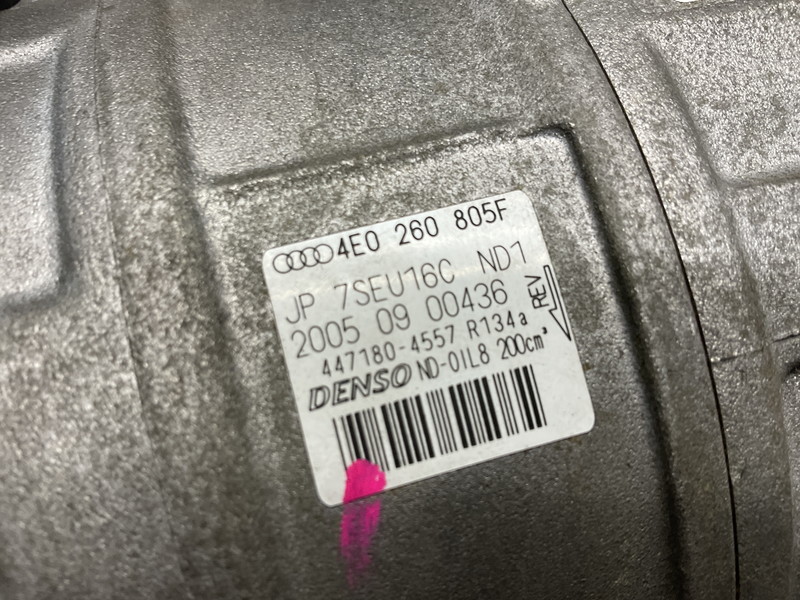 4E0 260 805F
JP 7SEU16C ND1
2005 09 00436
REV
447180-4557 R134a
DENSO ND-OIL8 200cm³